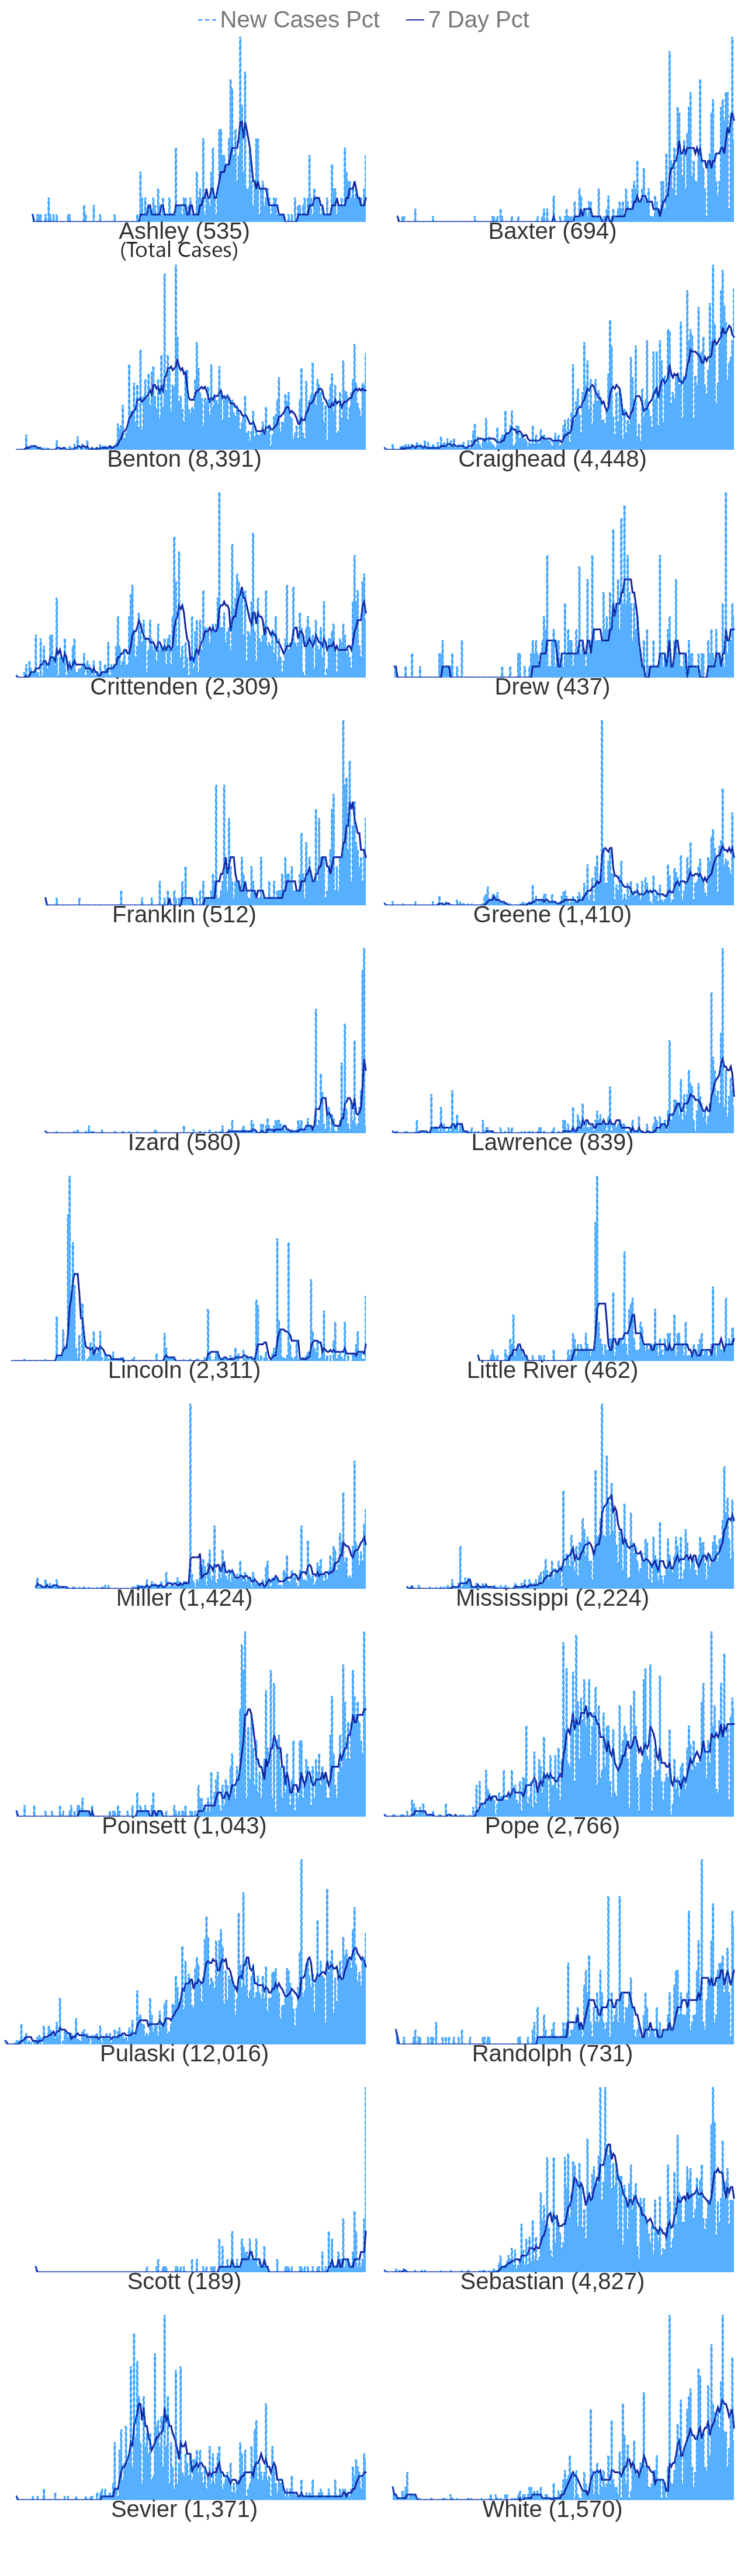 New Cases Pct 7 Day Pct
Ashley (535) Baxter (694)
(Total Cases)
Benton (8,391) Craighead (4,448)
Crittenden (2,309) Drew (437)
Franklin (512) Greene (1,410)
Izard (580) Lawrence (839)
Lincoln (2,311) Little River (462)
Miller (1,424) Mississippi (2,224)
Poinsett (1,043) Pope (2,766)
Pulaski (12,016) Randolph (731)
Scott (189) Sebastian (4,827)
Sevier (1,371) White (1,570)